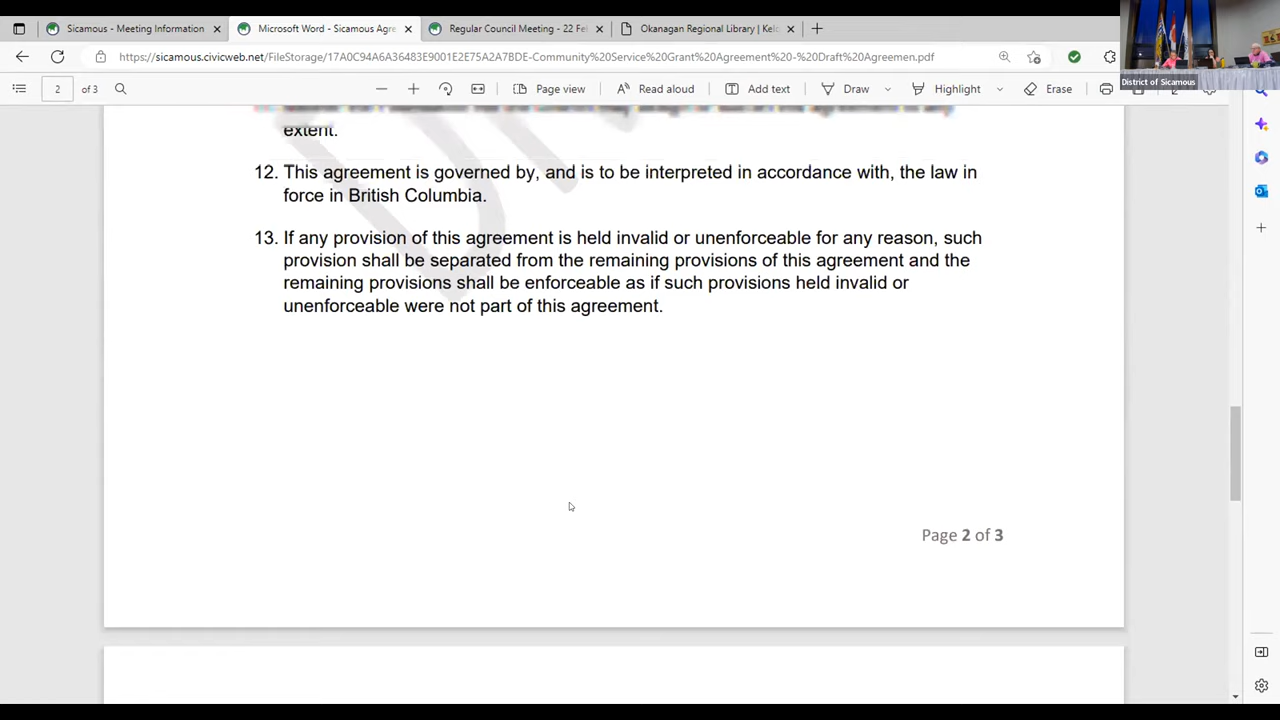 Sicamous - Meeting Information
Microsoft Word - Sicamous Agre
Regular Council Meeting - 22 Fe
Okanagan Regional Library | Kelo
https://sicamous.civicweb.net/FileStorage/17A0C94A6A36483E9901E2E75A2A7BDE-Community%20Service%20Grant%20Agreement%20-%20Draft%20Agreemen.pdf
District of Sicamous
2 of 3
Page view
Read aloud
Add text
Draw
Highlight
Erase
extent.
12. This agreement is governed by, and is to be interpreted in accordance with, the law in
force in British Columbia.
13. If any provision of this agreement is held invalid or unenforceable for any reason, such
provision shall be separated from the remaining provisions of this agreement and the
remaining provisions shall be enforceable as if such provisions held invalid or
unenforceable were not part of this agreement.
Page 2 of 3